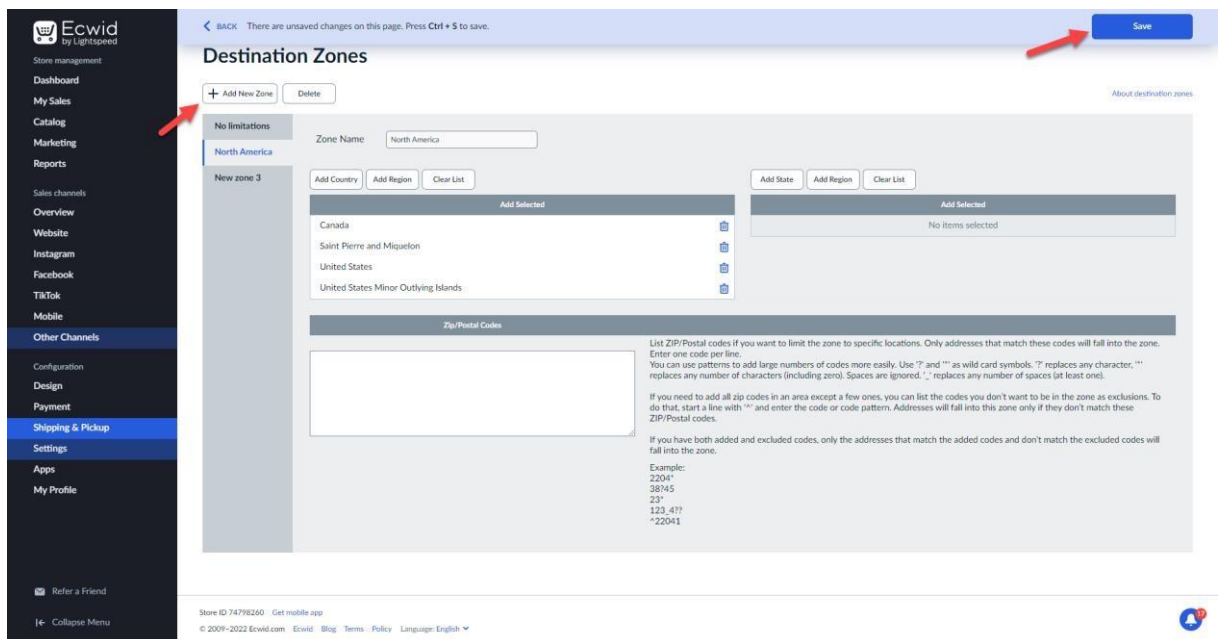 Ecwid
by Lightspeed
Store management
Dashboard
My Sales
Catalog
Marketing
Reports
Sales channels
Overview
Website
Instagram
Facebook
TikTok
Mobile
Other Channels
Configuration
Design
Payment
Shipping & Pickup
Settings
Apps
My Profile
Refer a Friend
Collapse Menu
BACK There are unsaved changes on this page. Press Ctrl + S to save.
Save
Destination Zones
+ Add New Zone
Delete
About destination zones
No limitations
North America
New zone 3
Zone Name
North America
Add Country
Add Region
Clear List
Add Selected
Canada
Saint Pierre and Miquelon
United States
United States Minor Outlying Islands
Add State
Add Region
Clear List
Add Selected
No items selected
Zip/Postal Codes
List ZIP/Postal codes if you want to limit the zone to specific locations. Only addresses that match these codes will fall into the zone.
Enter one code per line.
You can use patterns to add large numbers of codes more easily. Use '?' and '*' as wild card symbols. '?' replaces any character, '*'
replaces any number of characters (including zero). Spaces are ignored. '_' replaces any number of spaces (at least one).
If you need to add all zip codes in an area except a few ones, you can list the codes you don't want to be in the zone as exclusions. To
do that, start a line with '^' and enter the code or code pattern. Addresses will fall into this zone only if they don't match these
ZIP/Postal codes.
If you have both added and excluded codes, only the addresses that match the added codes and don't match the excluded codes will
fall into the zone.
Example:
2204*
38?45
23*
123_4??
^22041
Store ID 74798260 Get mobile app
© 2009–2022 Ecwid.com Ecwid Blog Terms Policy Language: English
17